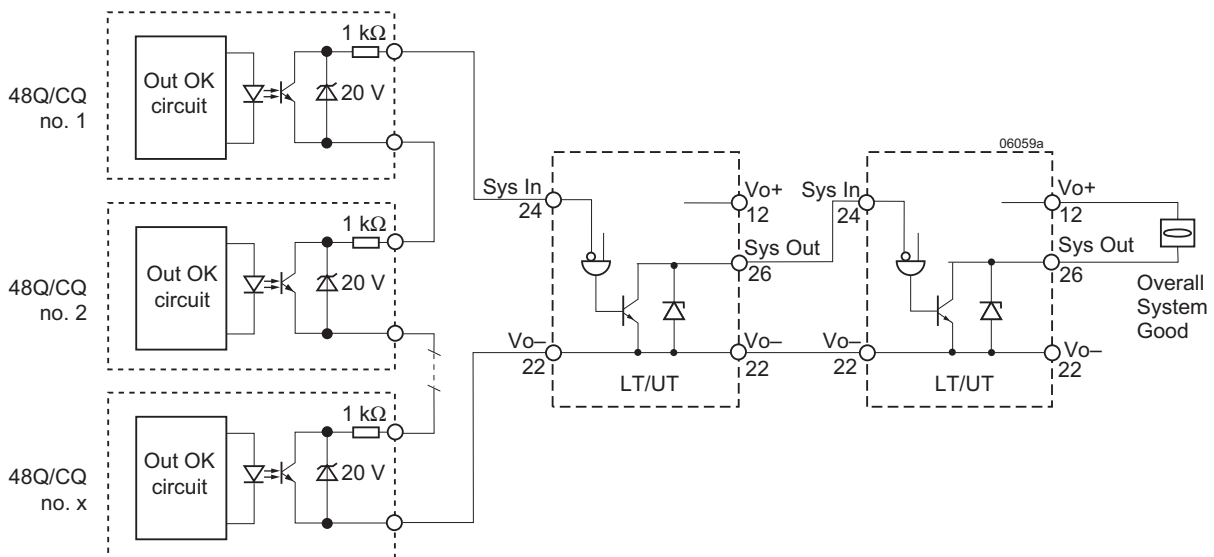 48Q/CQ
no. 1
Out OK
circuit
1 kΩ
20 V
48Q/CQ
no. 2
Out OK
circuit
1 kΩ
20 V
48Q/CQ
no. x
Out OK
circuit
1 kΩ
20 V
Sys In
24
Vo+
12
Sys Out
26
Vo–
22
Vo–
22
LT/UT
06059a
Sys In
24
Vo+
12
Sys Out
26
Vo–
22
Vo–
22
LT/UT
Overall
System
Good